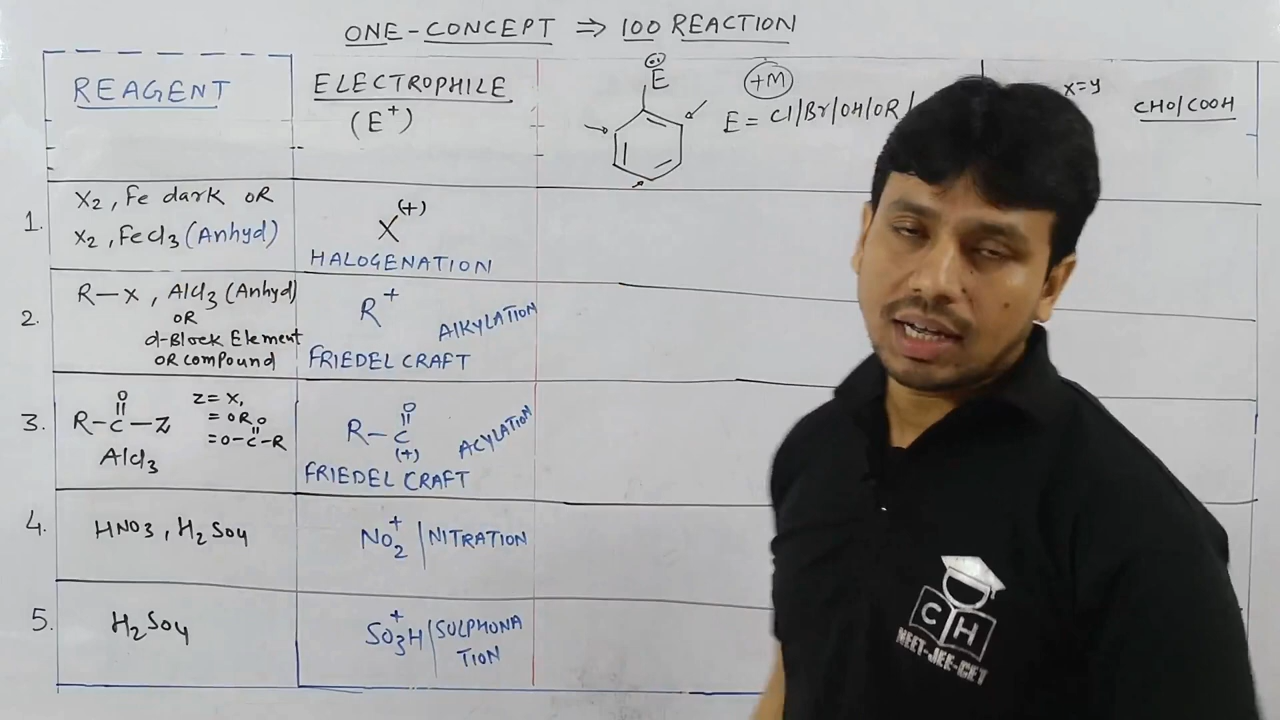 ONE-CONCEPT ⇒ 100 REACTION
REAGENT
ELECTROPHILE
(E⁺)
E
+M
E = Cl/Br/OH/OR/
x=y
CHO/COOH
1.
X₂, Fe dark OR
X₂, FeCl₃ (Anhyd)
X(+)
HALOGENATION
2.
R—X, AlCl₃ (Anhyd)
OR
d-Block Element
OR compound
R⁺
AlKYLATION
FRIEDEL CRAFT
3.
O
R–C–Z
AlCl₃
Z= X,
= OR
O
=O–C–R
O
R–C
(+)
ACYLATION
FRIEDEL CRAFT
4.
HNO₃, H₂SO₄
NO₂⁺ | NITRATION
5.
H₂SO₄
SO₃H⁺ / SULPHONA
TION
C H
NEET-JEE-CET